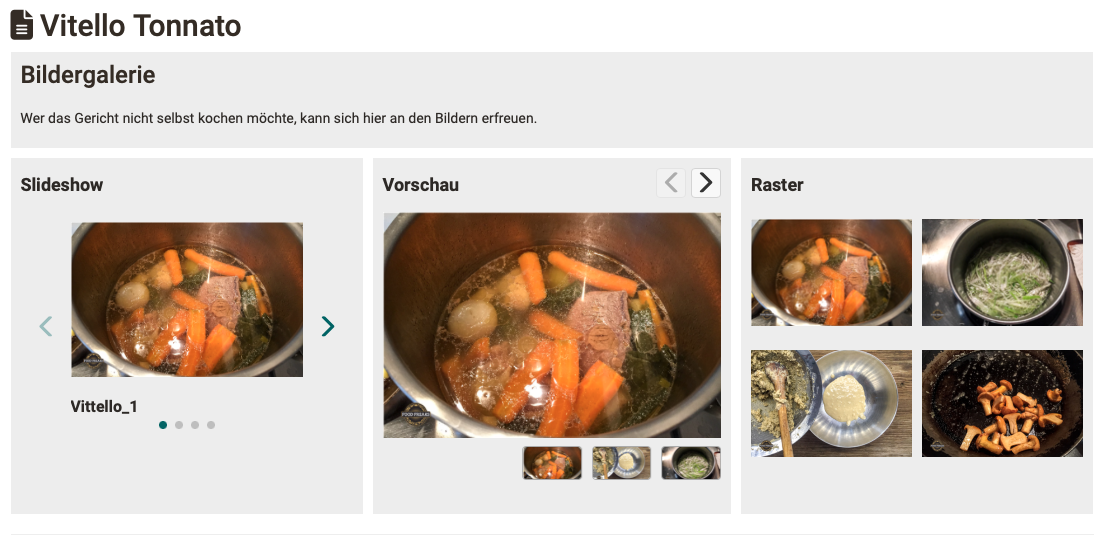 Vitello Tonnato
Bildergalerie
Wer das Gericht nicht selbst kochen möchte, kann sich hier an den Bildern erfreuen.
Slideshow
Vittello_1
Vorschau
Raster